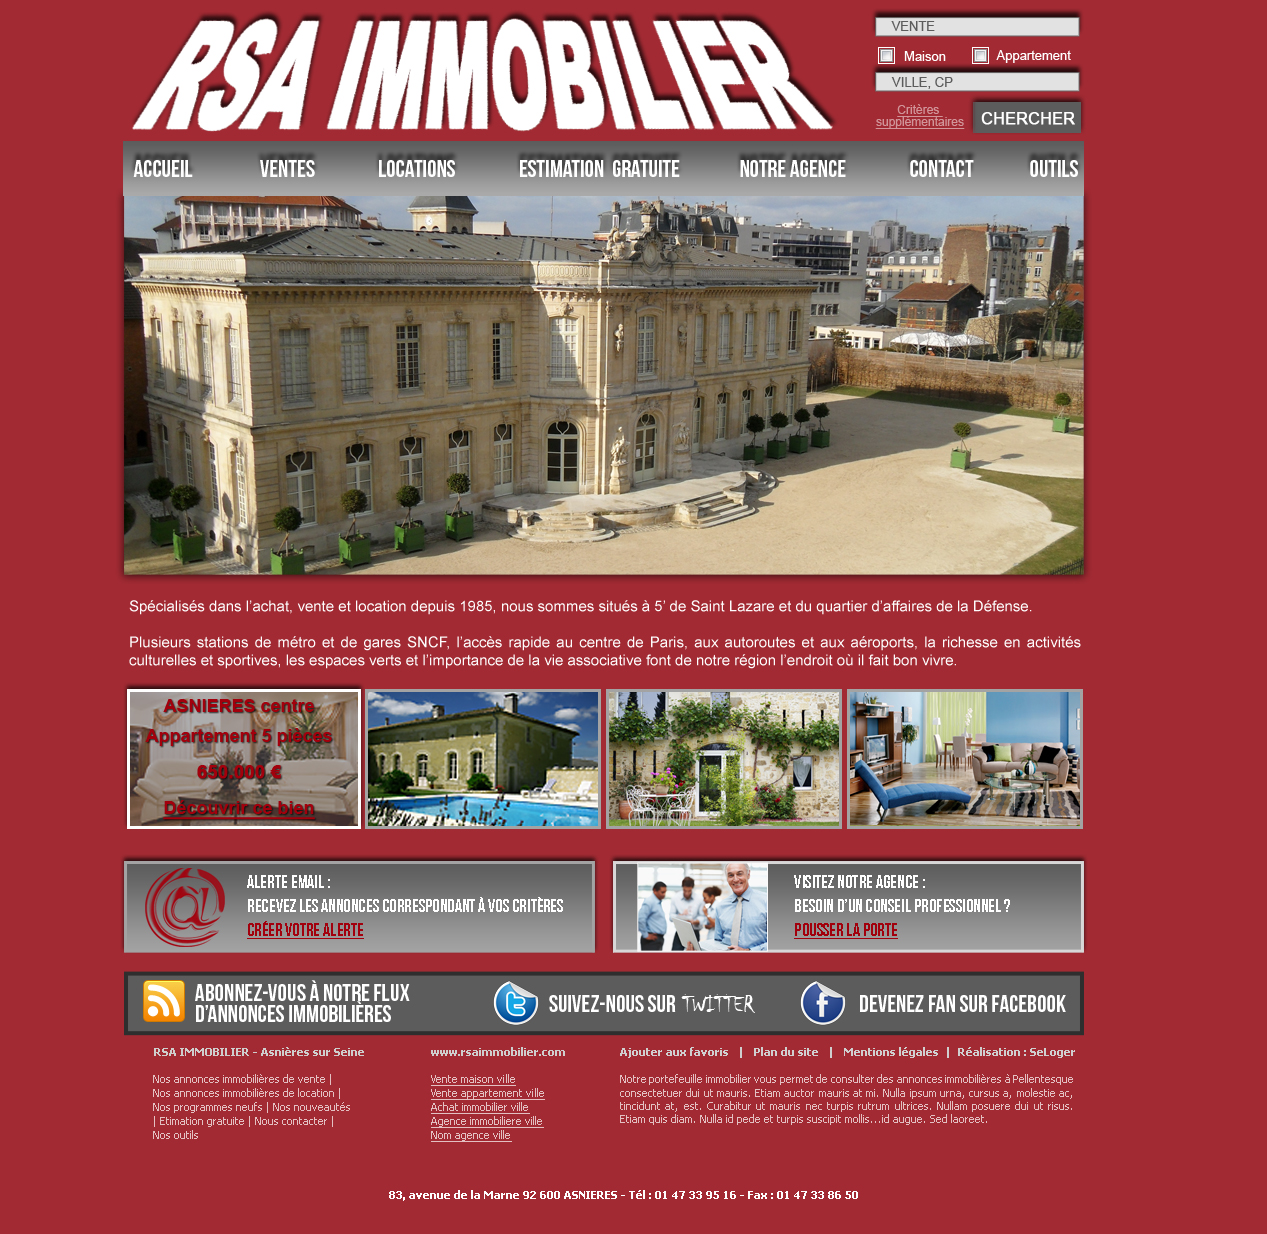 RSA IMMOBILIER
VENTE
Maison
Appartement
VILLE, CP
Critères
supplémentaires
CHERCHER
ACCUEIL
VENTES
LOCATIONS
ESTIMATION GRATUITE
NOTRE AGENCE
CONTACT
OUTILS
Spécialisés dans l'achat, vente et location depuis 1985, nous sommes situés à 5' de Saint Lazare et du quartier d'affaires de la Défense.
Plusieurs stations de métro et de gares SNCF, l'accès rapide au centre de Paris, aux autoroutes et aux aéroports, la richesse en activités
culturelles et sportives, les espaces verts et l'importance de la vie associative font de notre région l'endroit où il fait bon vivre.
ASNIERES centre
Appartement 5 pièces
650.000 €
Découvrir ce bien
ALERTE EMAIL :
RECEVEZ LES ANNONCES CORRESPONDANT À VOS CRITÈRES
CRÉER VOTRE ALERTE
VISITEZ NOTRE AGENCE :
BESOIN D'UN CONSEIL PROFESSIONNEL ?
POUSSER LA PORTE
ABONNEZ-VOUS À NOTRE FLUX
D'ANNONCES IMMOBILIÈRES
SUIVEZ-NOUS SUR TWITTER
DEVENEZ FAN SUR FACEBOOK
RSA IMMOBILIER - Asnières sur Seine
Nos annonces immobilières de vente |
Nos annonces immobilières de location |
Nos programmes neufs | Nos nouveautés
| Etimation gratuite | Nous contacter |
Nos outils
www.rsaimmobilier.com
Vente maison ville
Vente appartement ville
Achat immobilier ville
Agence immobiliere ville
Nom agence ville
Ajouter aux favoris | Plan du site | Mentions légales | Réalisation : SeLoger
Notre portefeuille immobilier vous permet de consulter des annonces immobilières à Pellentesque
consectetuer dui ut mauris. Etiam auctor mauris at mi. Nulla ipsum urna, cursus a, molestie ac,
tincidunt at, est. Curabitur ut mauris nec turpis rutrum ultrices. Nullam posuere dui ut risus.
Etiam quis diam. Nulla id pede et turpis suscipit mollis...id augue. Sed laoreet.
83, avenue de la Marne 92 600 ASNIERES - Tél : 01 47 33 95 16 - Fax : 01 47 33 86 50